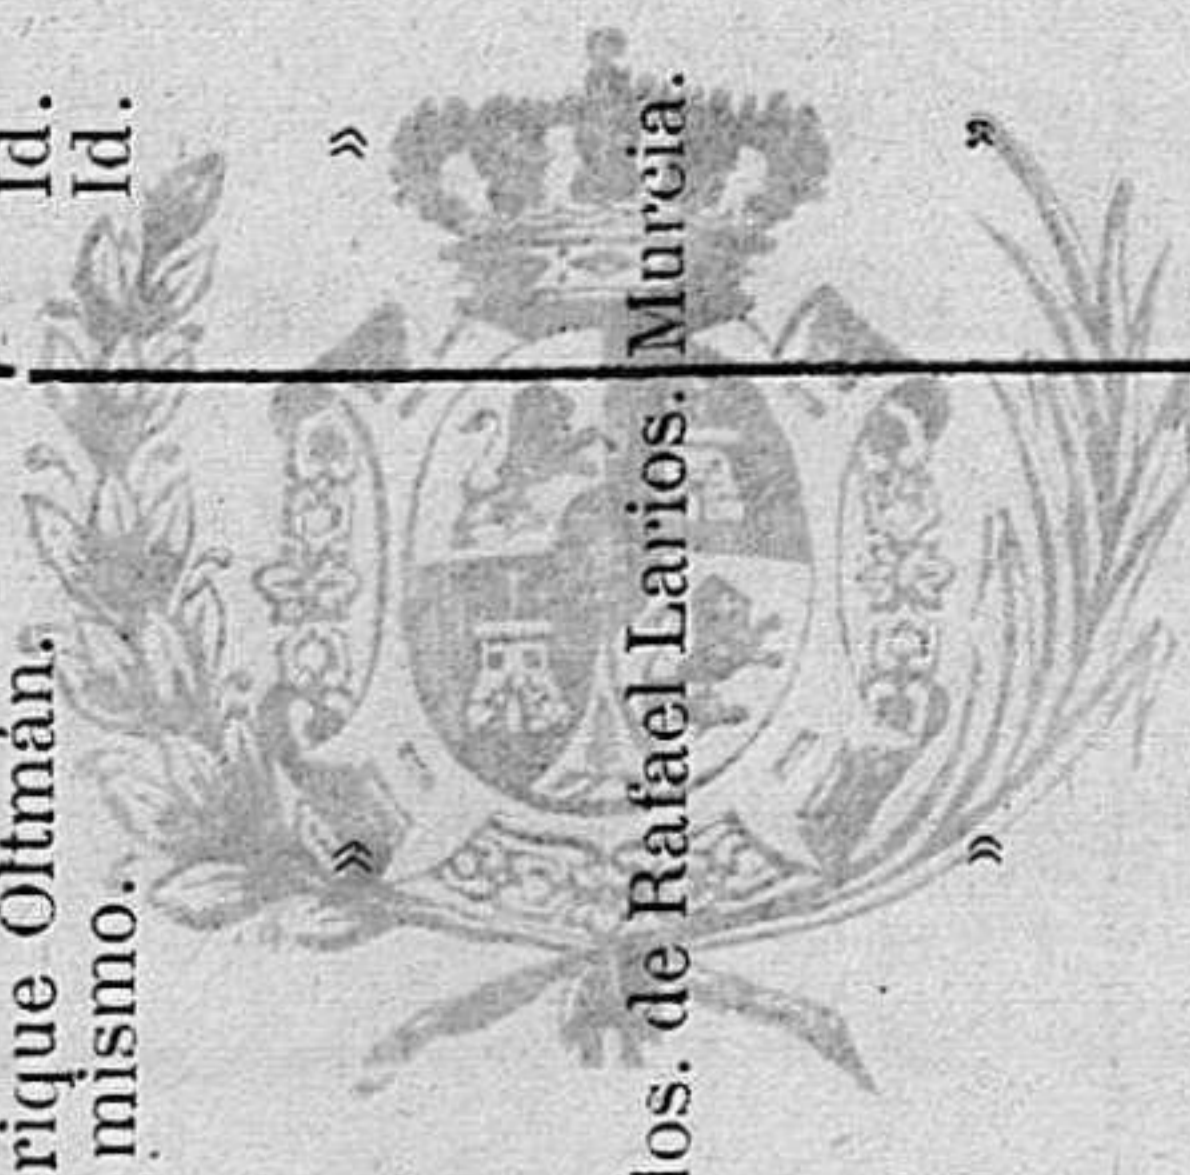 rique Oltmán. Id.
mismo. Id.
» »
los. de Rafael Larios. Murcia.
» »